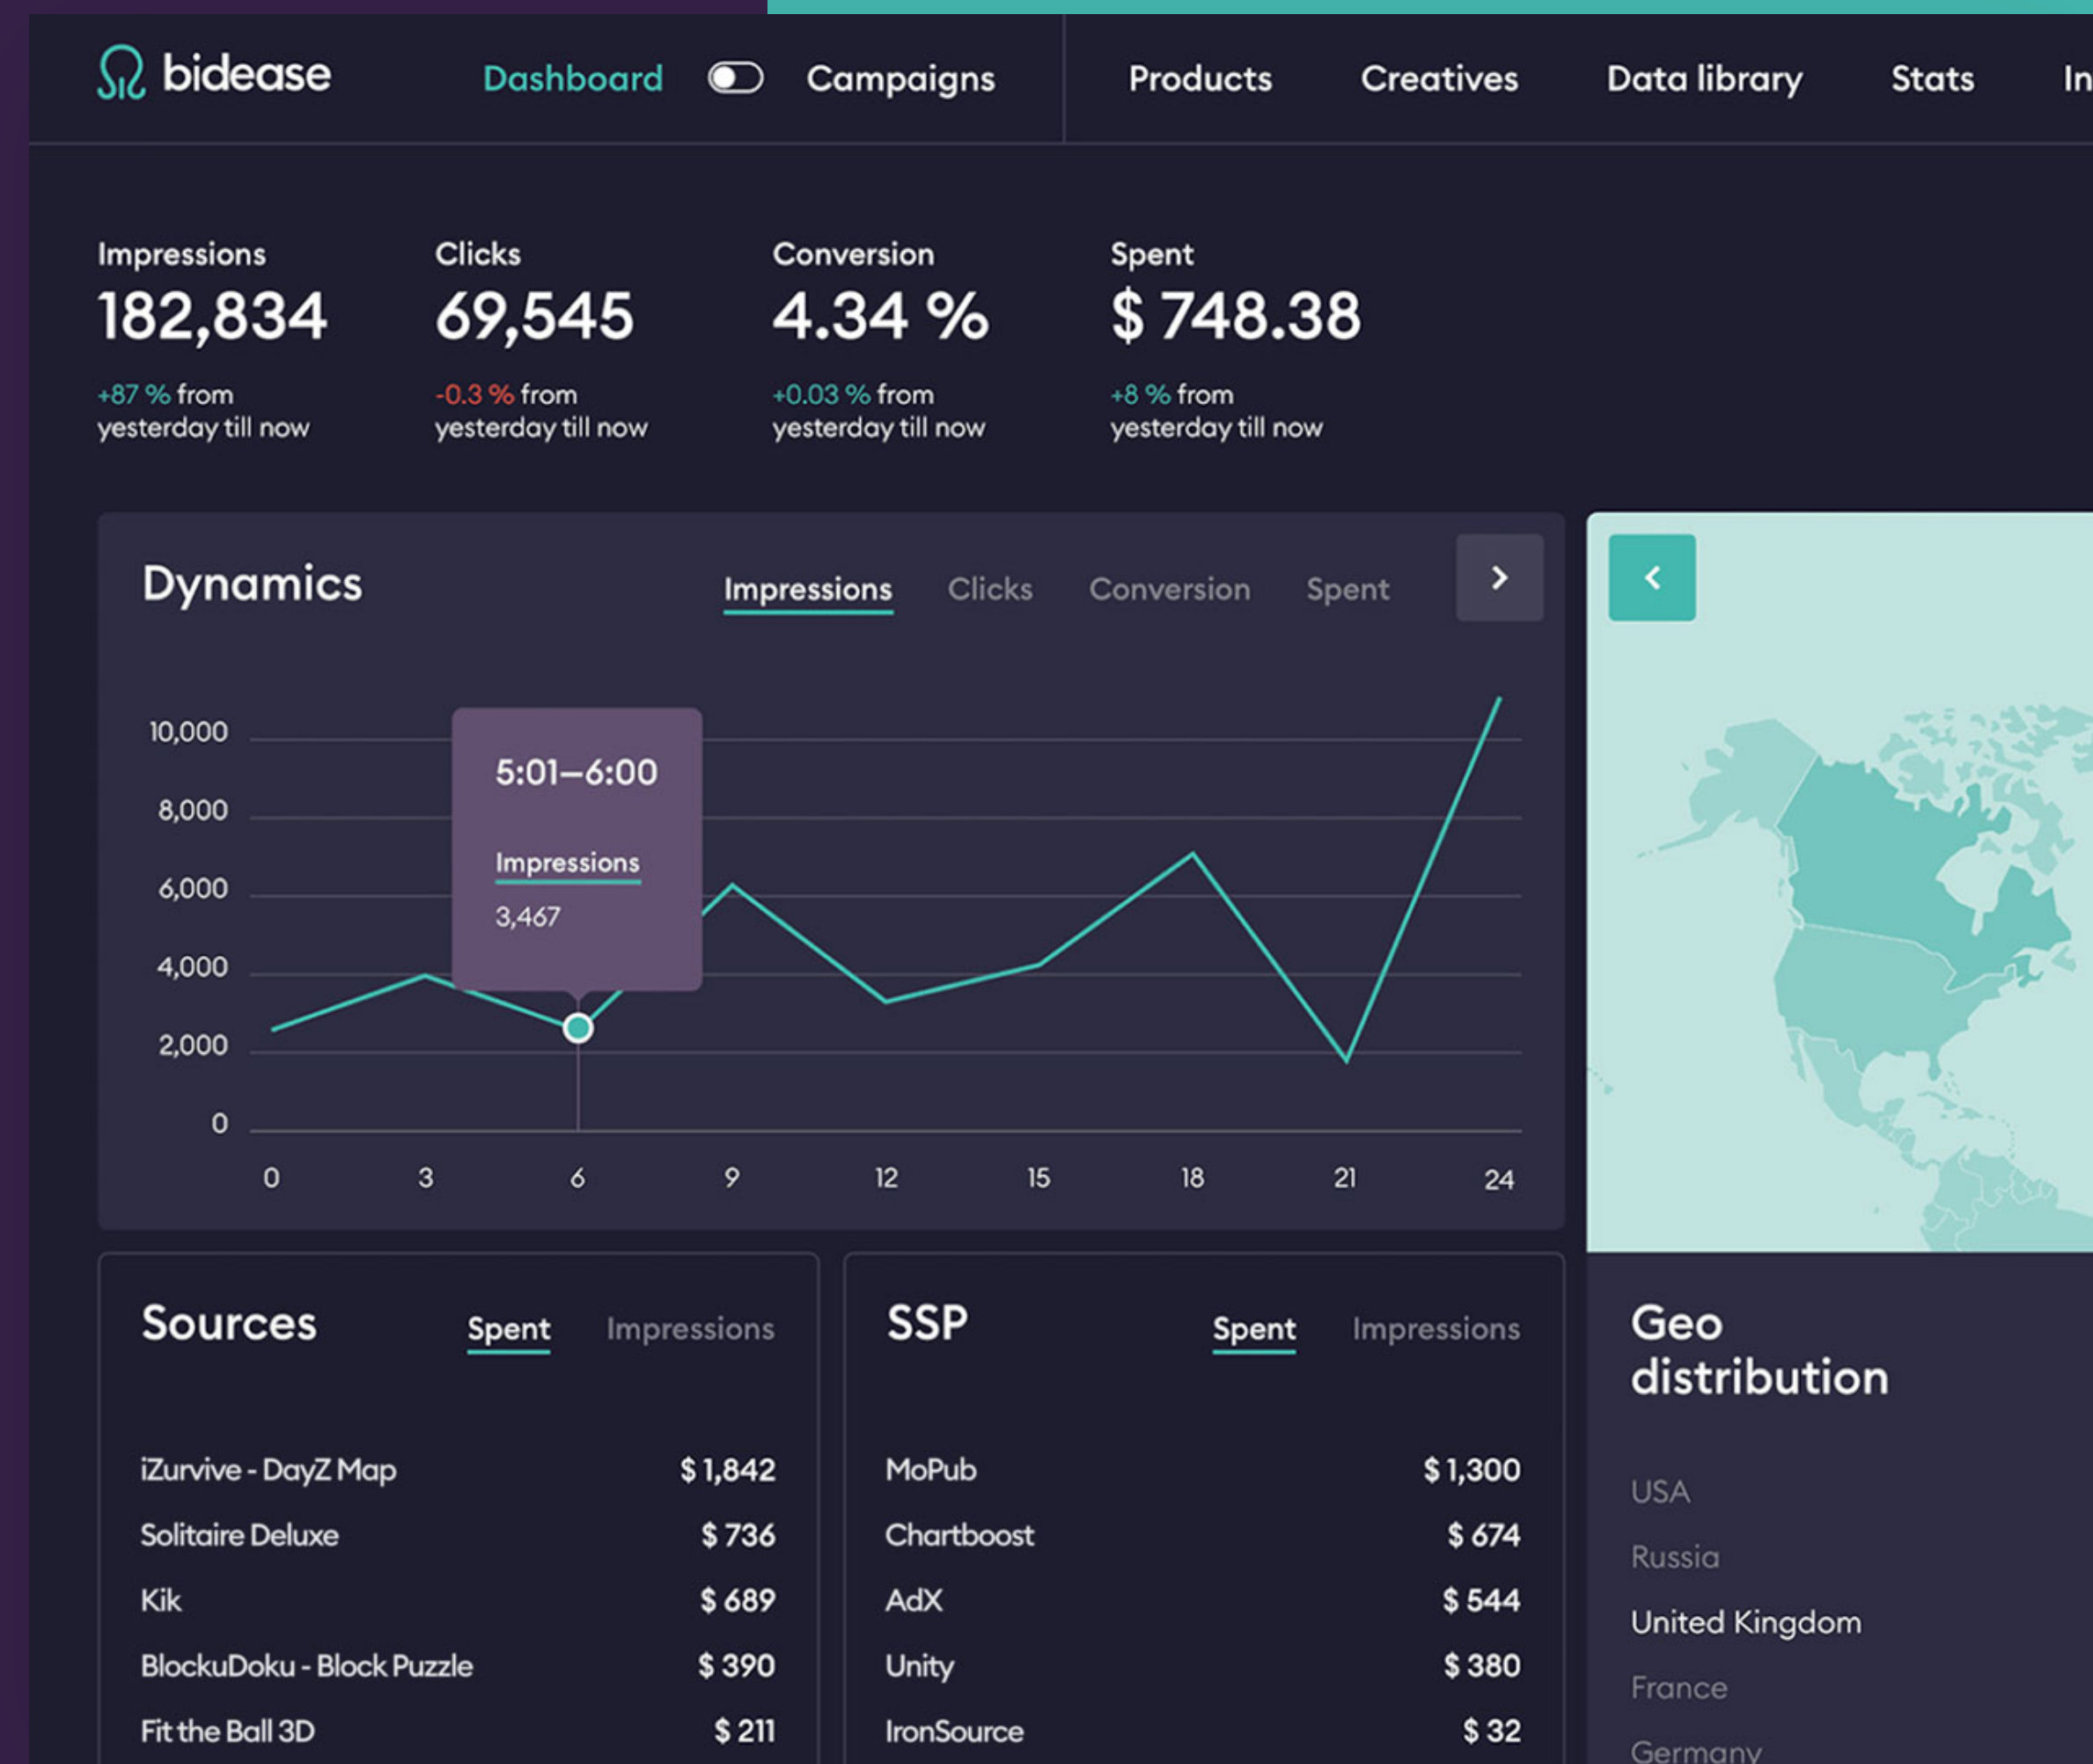 bidease
Dashboard Campaigns Products Creatives Data library Stats
Impressions
182,834
+87 % from
yesterday till now
Clicks
69,545
-0.3 % from
yesterday till now
Conversion
4.34 %
+0.03 % from
yesterday till now
Spent
$ 748.38
+8 % from
yesterday till now
Dynamics
Impressions Clicks Conversion Spent
10,000
8,000
6,000
4,000
2,000
0
5:01—6:00
Impressions
3,467
0 3 6 9 12 15 18 21 24
Sources
Spent Impressions
iZurvive - DayZ Map $ 1,842
Solitaire Deluxe $ 736
Kik $ 689
BlockuDoku - Block Puzzle $ 390
Fit the Ball 3D $ 211
SSP
Spent Impressions
MoPub $ 1,300
Chartboost $ 674
AdX $ 544
Unity $ 380
IronSource $ 32
Geo
distribution
USA
Russia
United Kingdom
France
Germany